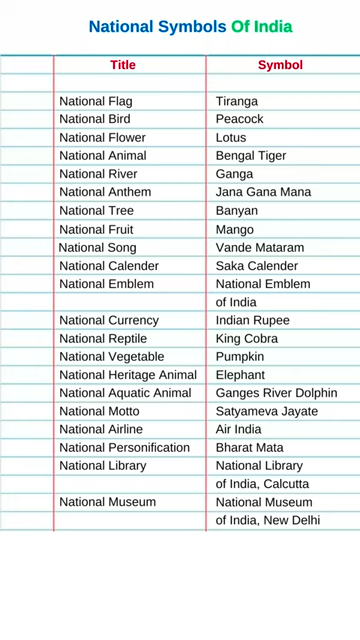 National Symbols Of India
Title Symbol
National Flag Tiranga
National Bird Peacock
National Flower Lotus
National Animal Bengal Tiger
National River Ganga
National Anthem Jana Gana Mana
National Tree Banyan
National Fruit Mango
National Song Vande Mataram
National Calender Saka Calender
National Emblem National Emblem
of India
National Currency Indian Rupee
National Reptile King Cobra
National Vegetable Pumpkin
National Heritage Animal Elephant
National Aquatic Animal Ganges River Dolphin
National Motto Satyameva Jayate
National Airline Air India
National Personification Bharat Mata
National Library National Library
of India, Calcutta
National Museum National Museum
of India, New Delhi